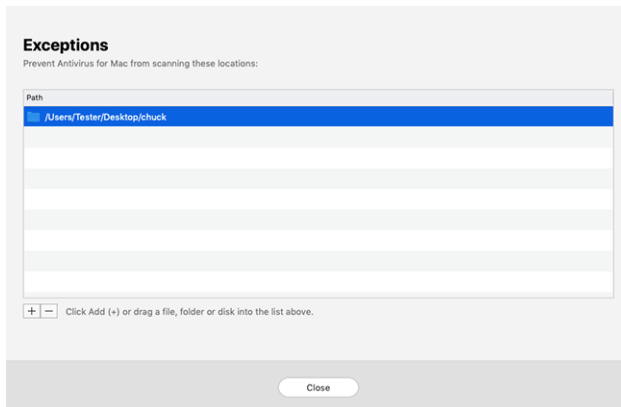 Exceptions
Prevent Antivirus for Mac from scanning these locations:
Path
/Users/Tester/Desktop/chuck
+ − Click Add (+) or drag a file, folder or disk into the list above.
Close